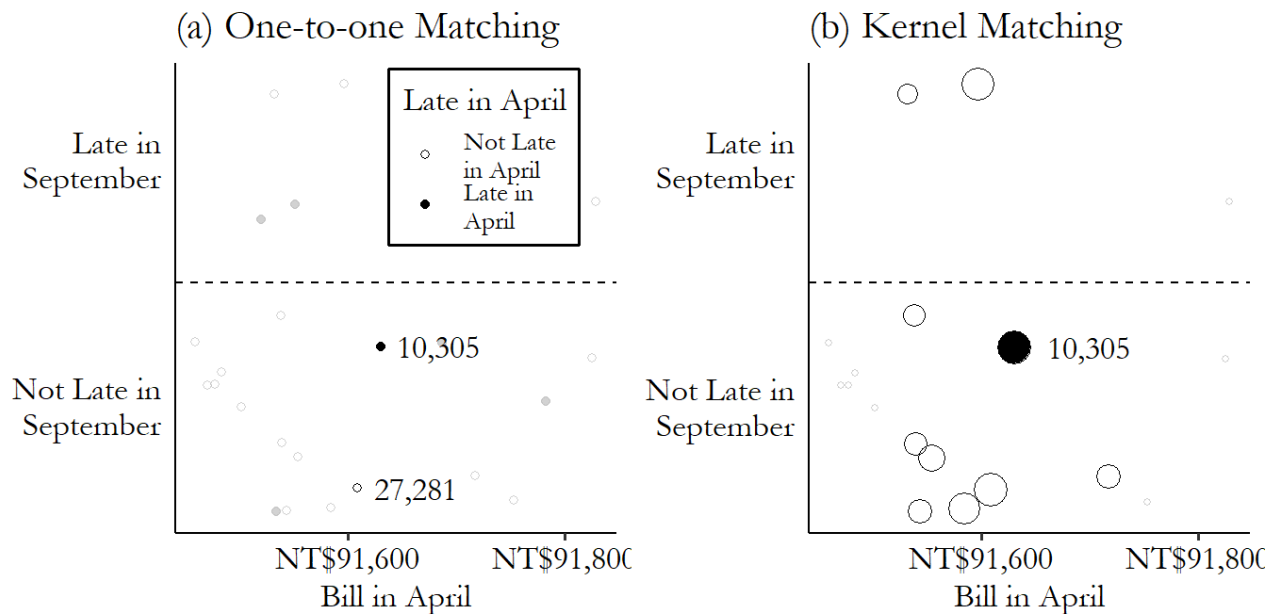 (a) One-to-one Matching
Late in April
Not Late
in April
Late in
April
Late in
September
10,305
Not Late in
September
27,281
NT$91,600
NT$91,800
Bill in April
(b) Kernel Matching
Late in
September
10,305
Not Late in
September
NT$91,600
NT$91,800
Bill in April